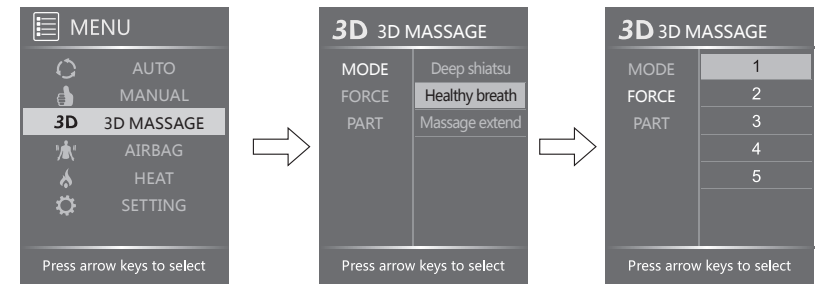 MENU
AUTO
MANUAL
3D 3D MASSAGE
AIRBAG
HEAT
SETTING
Press arrow keys to select
3D 3D MASSAGE
MODE Deep shiatsu
FORCE Healthy breath
PART Massage extend
Press arrow keys to select
3D 3D MASSAGE
MODE 1
FORCE 2
PART 3
4
5
Press arrow keys to select